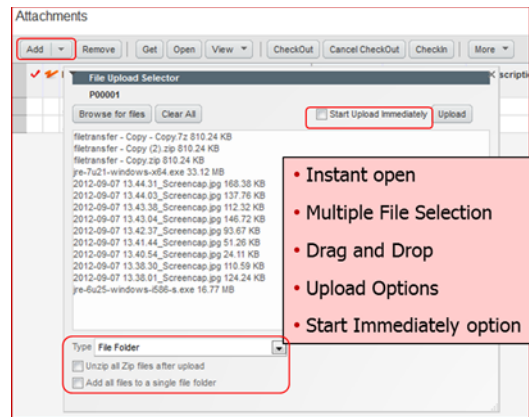 Attachments
Add Remove Get Open View CheckOut Cancel CheckOut CheckIn More
File Upload Selector
P00001
Browse for files Clear All Start Upload Immediately Upload
filetransfer - Copy - Copy.7z 810.24 KB
filetransfer - Copy (2).zip 810.24 KB
filetransfer - Copy.zip 810.24 KB
jre-7u21-windows-x64.exe 33.12 MB
2012-09-07 13.44.31_Screencap.jpg 168.38 KB
2012-09-07 13.44.03_Screencap.jpg 137.76 KB
2012-09-07 13.43.38_Screencap.jpg 112.32 KB
2012-09-07 13.43.04_Screencap.jpg 146.72 KB
2012-09-07 13.42.37_Screencap.jpg 93.67 KB
2012-09-07 13.41.44_Screencap.jpg 51.26 KB
2012-09-07 13.40.54_Screencap.jpg 24.11 KB
2012-09-07 13.38.30_Screencap.jpg 110.59 KB
2012-09-07 13.38.01_Screencap.jpg 124.24 KB
jre-6u25-windows-i586-s.exe 16.77 MB
• Instant open
• Multiple File Selection
• Drag and Drop
• Upload Options
• Start Immediately option
Type File Folder
Unzip all Zip files after upload
Add all files to a single file folder